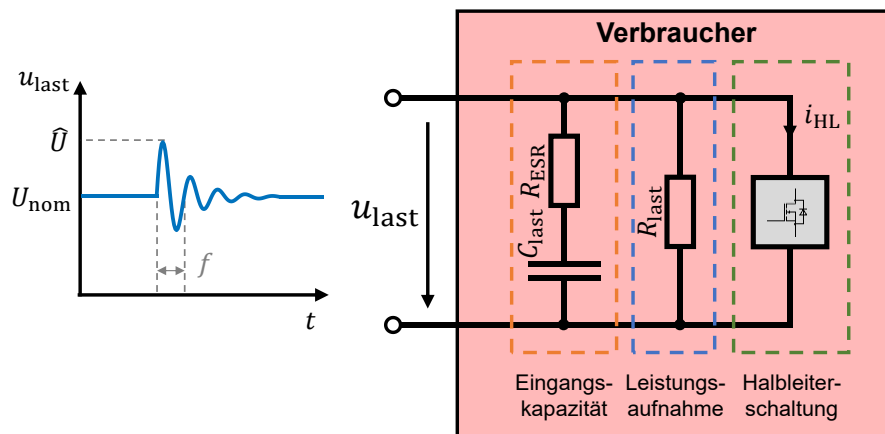 u_last
Û
U_nom
f
t
Verbraucher
u_last
R_ESR
C_last
R_last
i_HL
Eingangs-
kapazität
Leistungs-
aufnahme
Halbleiter-
schaltung